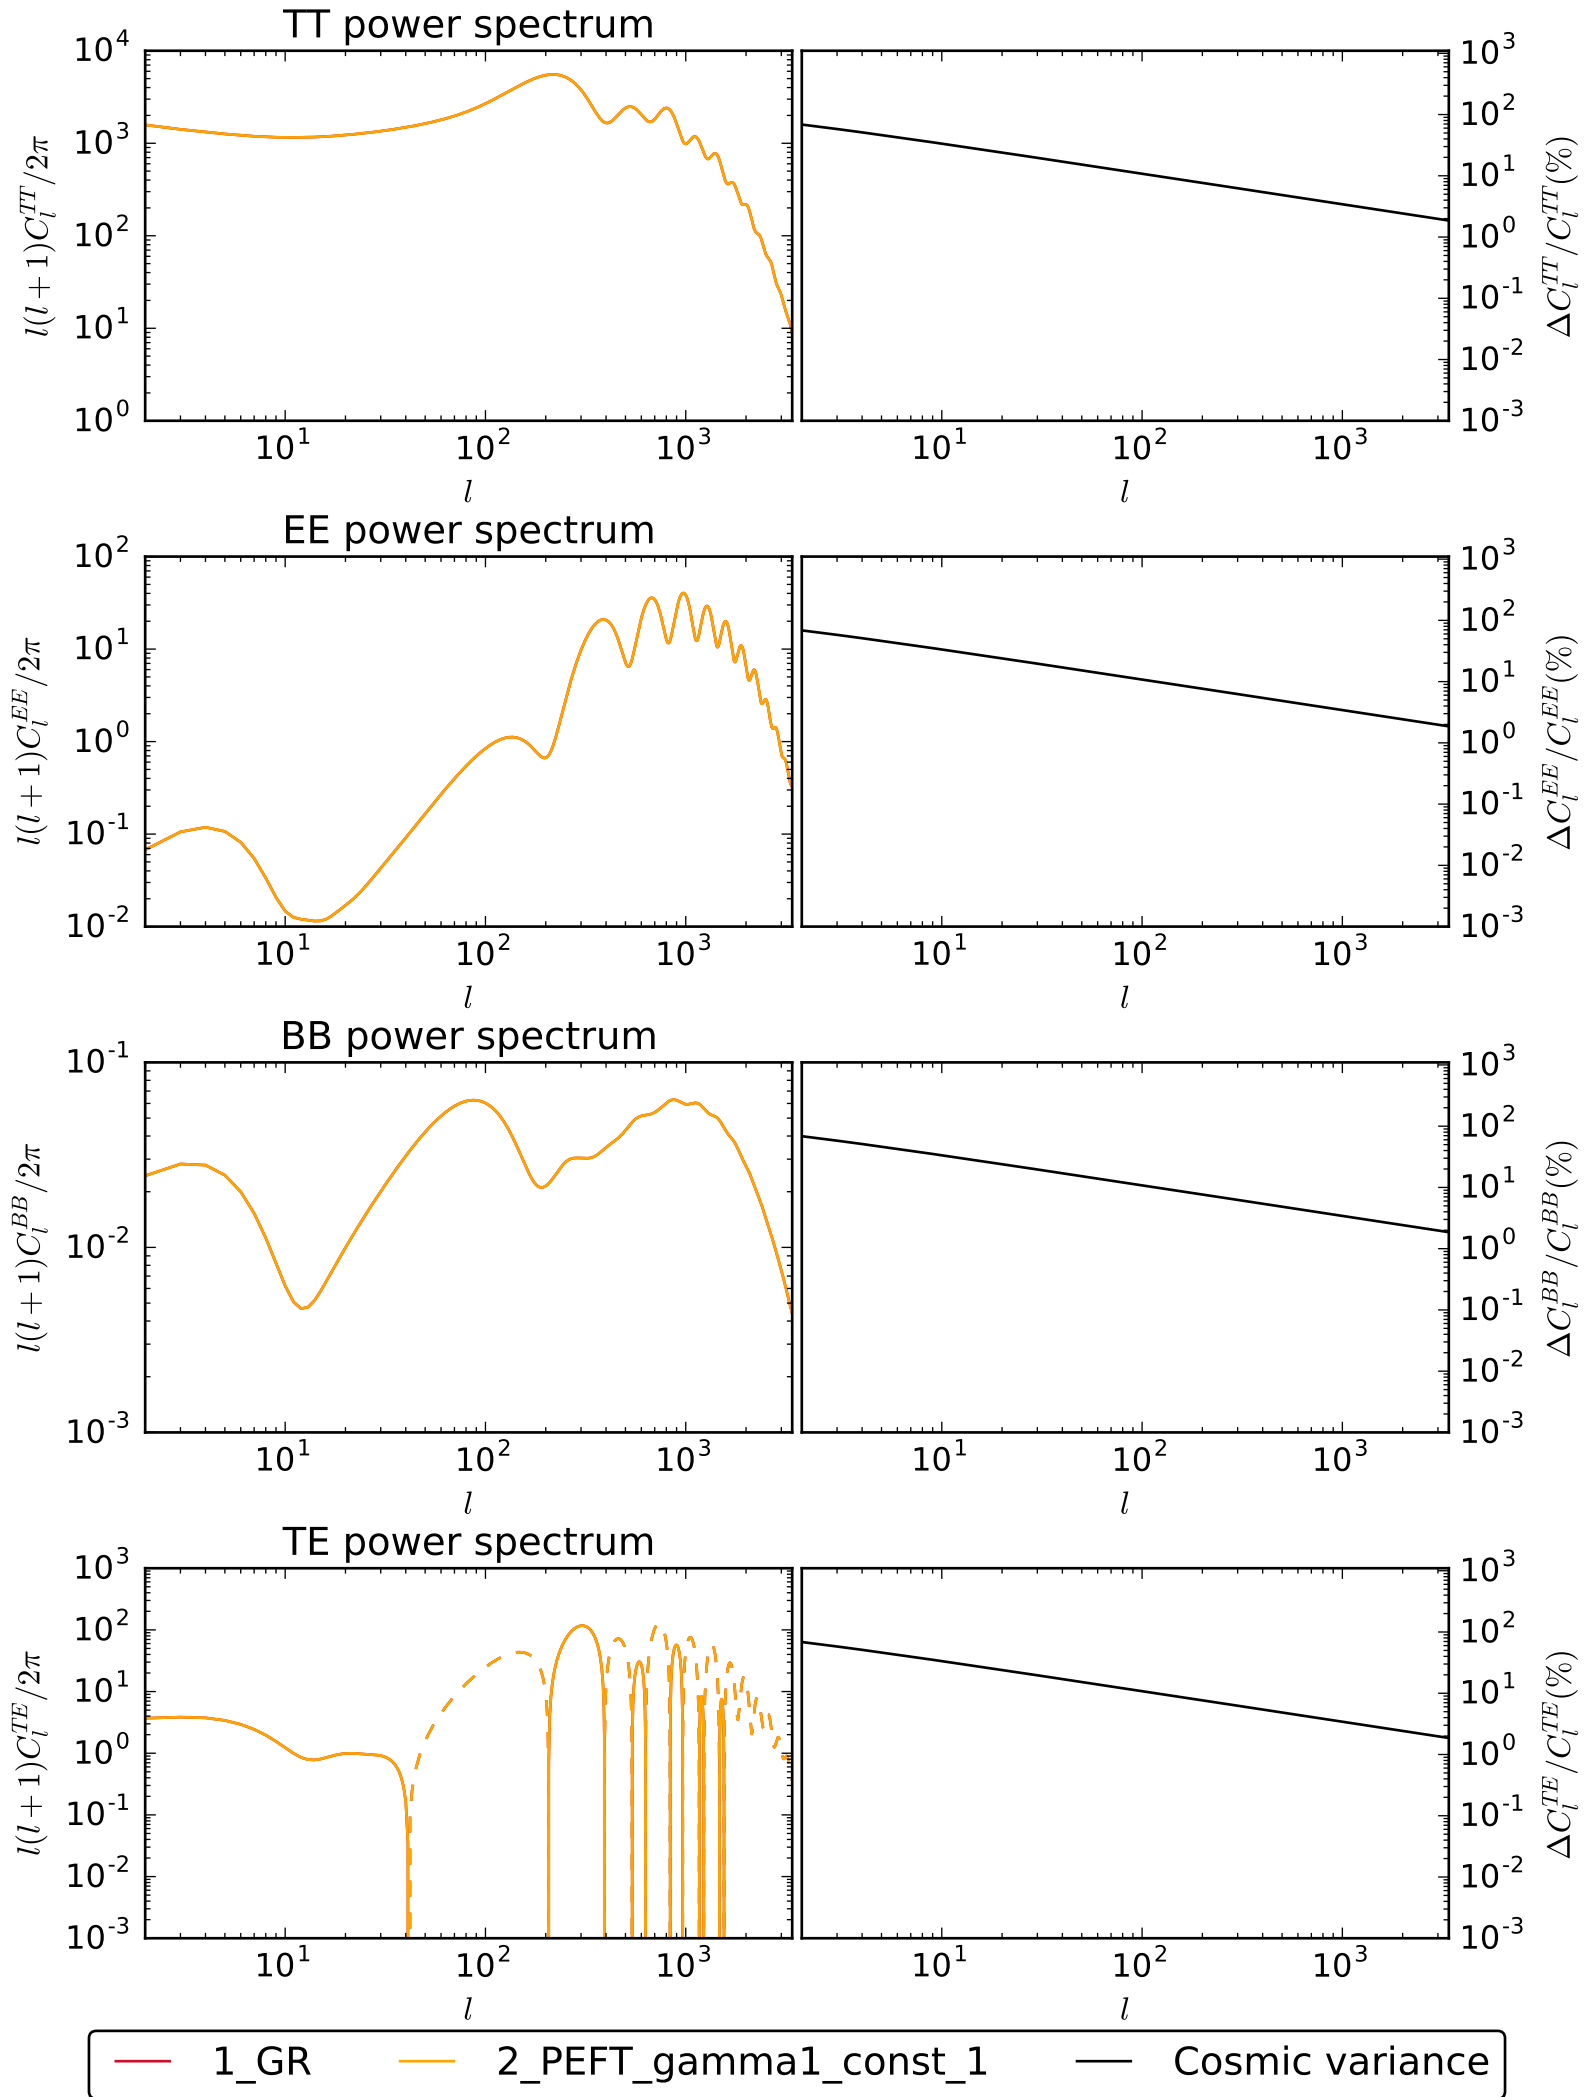 TT power spectrum
10^4
10^3
10^2
10^1
10^0
l(l + 1)C_l^{TT}/2π
10^1 10^2 10^3
l
10^3
10^2
10^1
10^0
10^-1
10^-2
10^-3
ΔC_l^{TT}/C_l^{TT}(%)
10^1 10^2 10^3
l
EE power spectrum
10^2
10^1
10^0
10^-1
10^-2
l(l + 1)C_l^{EE}/2π
10^1 10^2 10^3
l
10^3
10^2
10^1
10^0
10^-1
10^-2
10^-3
ΔC_l^{EE}/C_l^{EE}(%)
10^1 10^2 10^3
l
BB power spectrum
10^-1
10^-2
10^-3
l(l + 1)C_l^{BB}/2π
10^1 10^2 10^3
l
10^3
10^2
10^1
10^0
10^-1
10^-2
10^-3
ΔC_l^{BB}/C_l^{BB}(%)
10^1 10^2 10^3
l
TE power spectrum
10^3
10^2
10^1
10^0
10^-1
10^-2
10^-3
l(l + 1)C_l^{TE}/2π
10^1 10^2 10^3
l
10^3
10^2
10^1
10^0
10^-1
10^-2
10^-3
ΔC_l^{TE}/C_l^{TE}(%)
10^1 10^2 10^3
l
1_GR 2_PEFT_gamma1_const_1 Cosmic variance